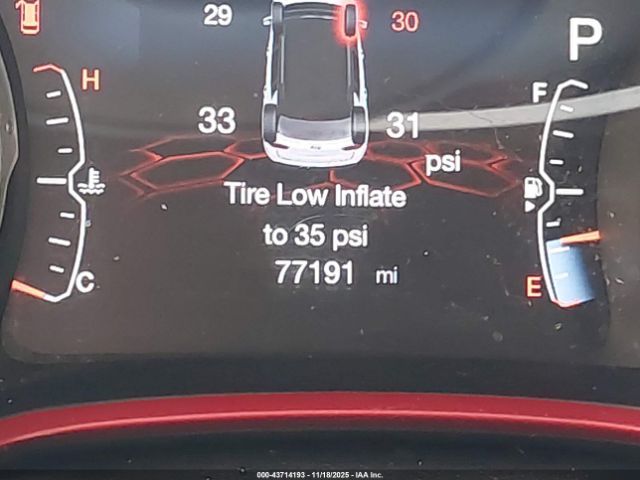 29 30 P
H F
33 31
psi
Tire Low Inflate
to 35 psi
77191 mi
C E
000-43714193 - 11/18/2025 - IAA Inc.